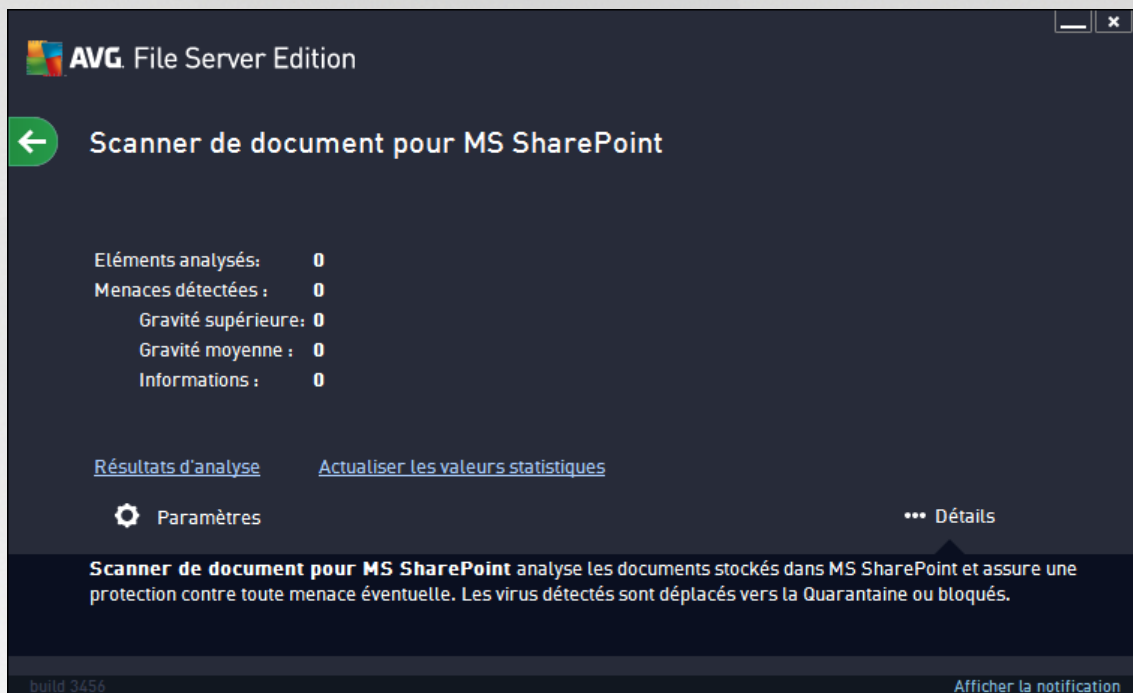 AVG. File Server Edition
Scanner de document pour MS SharePoint
Eléments analysés: 0
Menaces détectées : 0
Gravité supérieure: 0
Gravité moyenne : 0
Informations : 0
Résultats d'analyse Actualiser les valeurs statistiques
Paramètres ••• Détails
Scanner de document pour MS SharePoint analyse les documents stockés dans MS SharePoint et assure une
protection contre toute menace éventuelle. Les virus détectés sont déplacés vers la Quarantaine ou bloqués.
build 3456 Afficher la notification